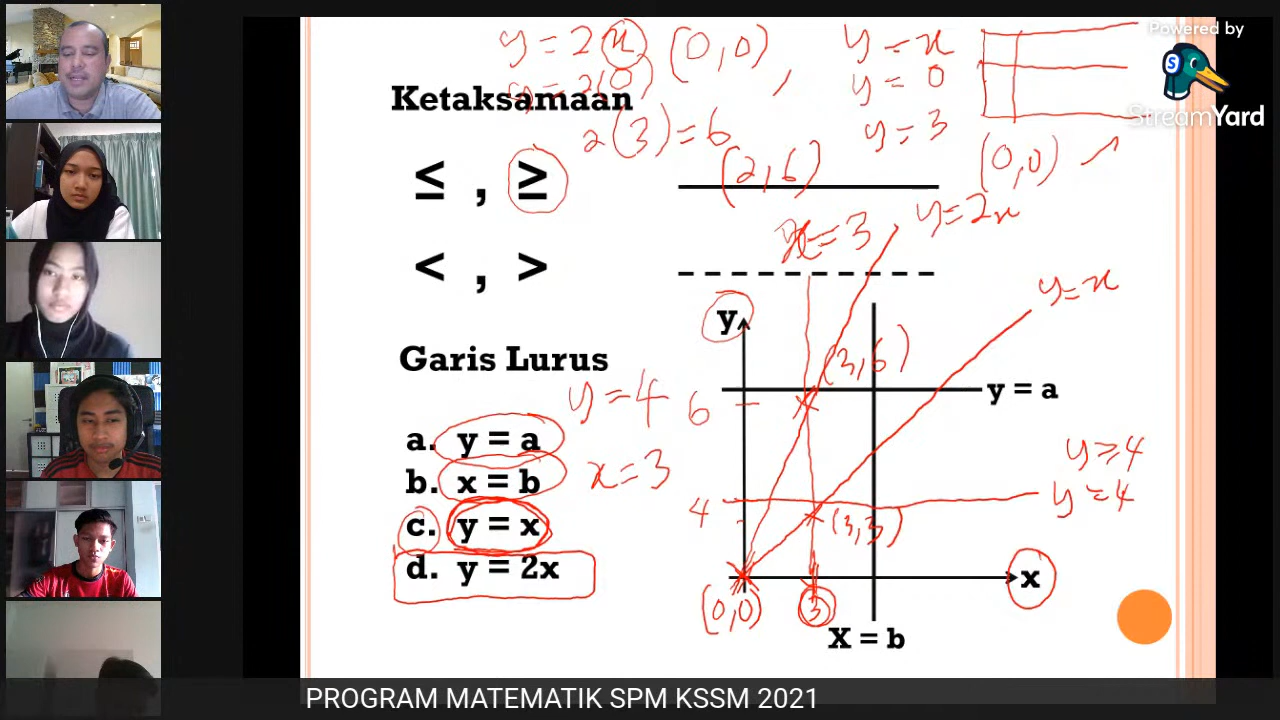 Powered by
StreamYard
y = 2x (0,0)
y = x
y = 2(0) ,
y = 0
Ketaksamaan
2(3) = 6
y = 3
(2,6)
(0,0)
≤ , ≥
x = 3
y = 2x
< , >
y = x
y
Garis Lurus
(3,6)
y = 4
6
y = a
a. y = a
y ≥ 4
b. x = b
x = 3
y = 4
4
(3,3)
c. y = x
d. y = 2x
x
(0,0)
3
X = b
PROGRAM MATEMATIK SPM KSSM 2021